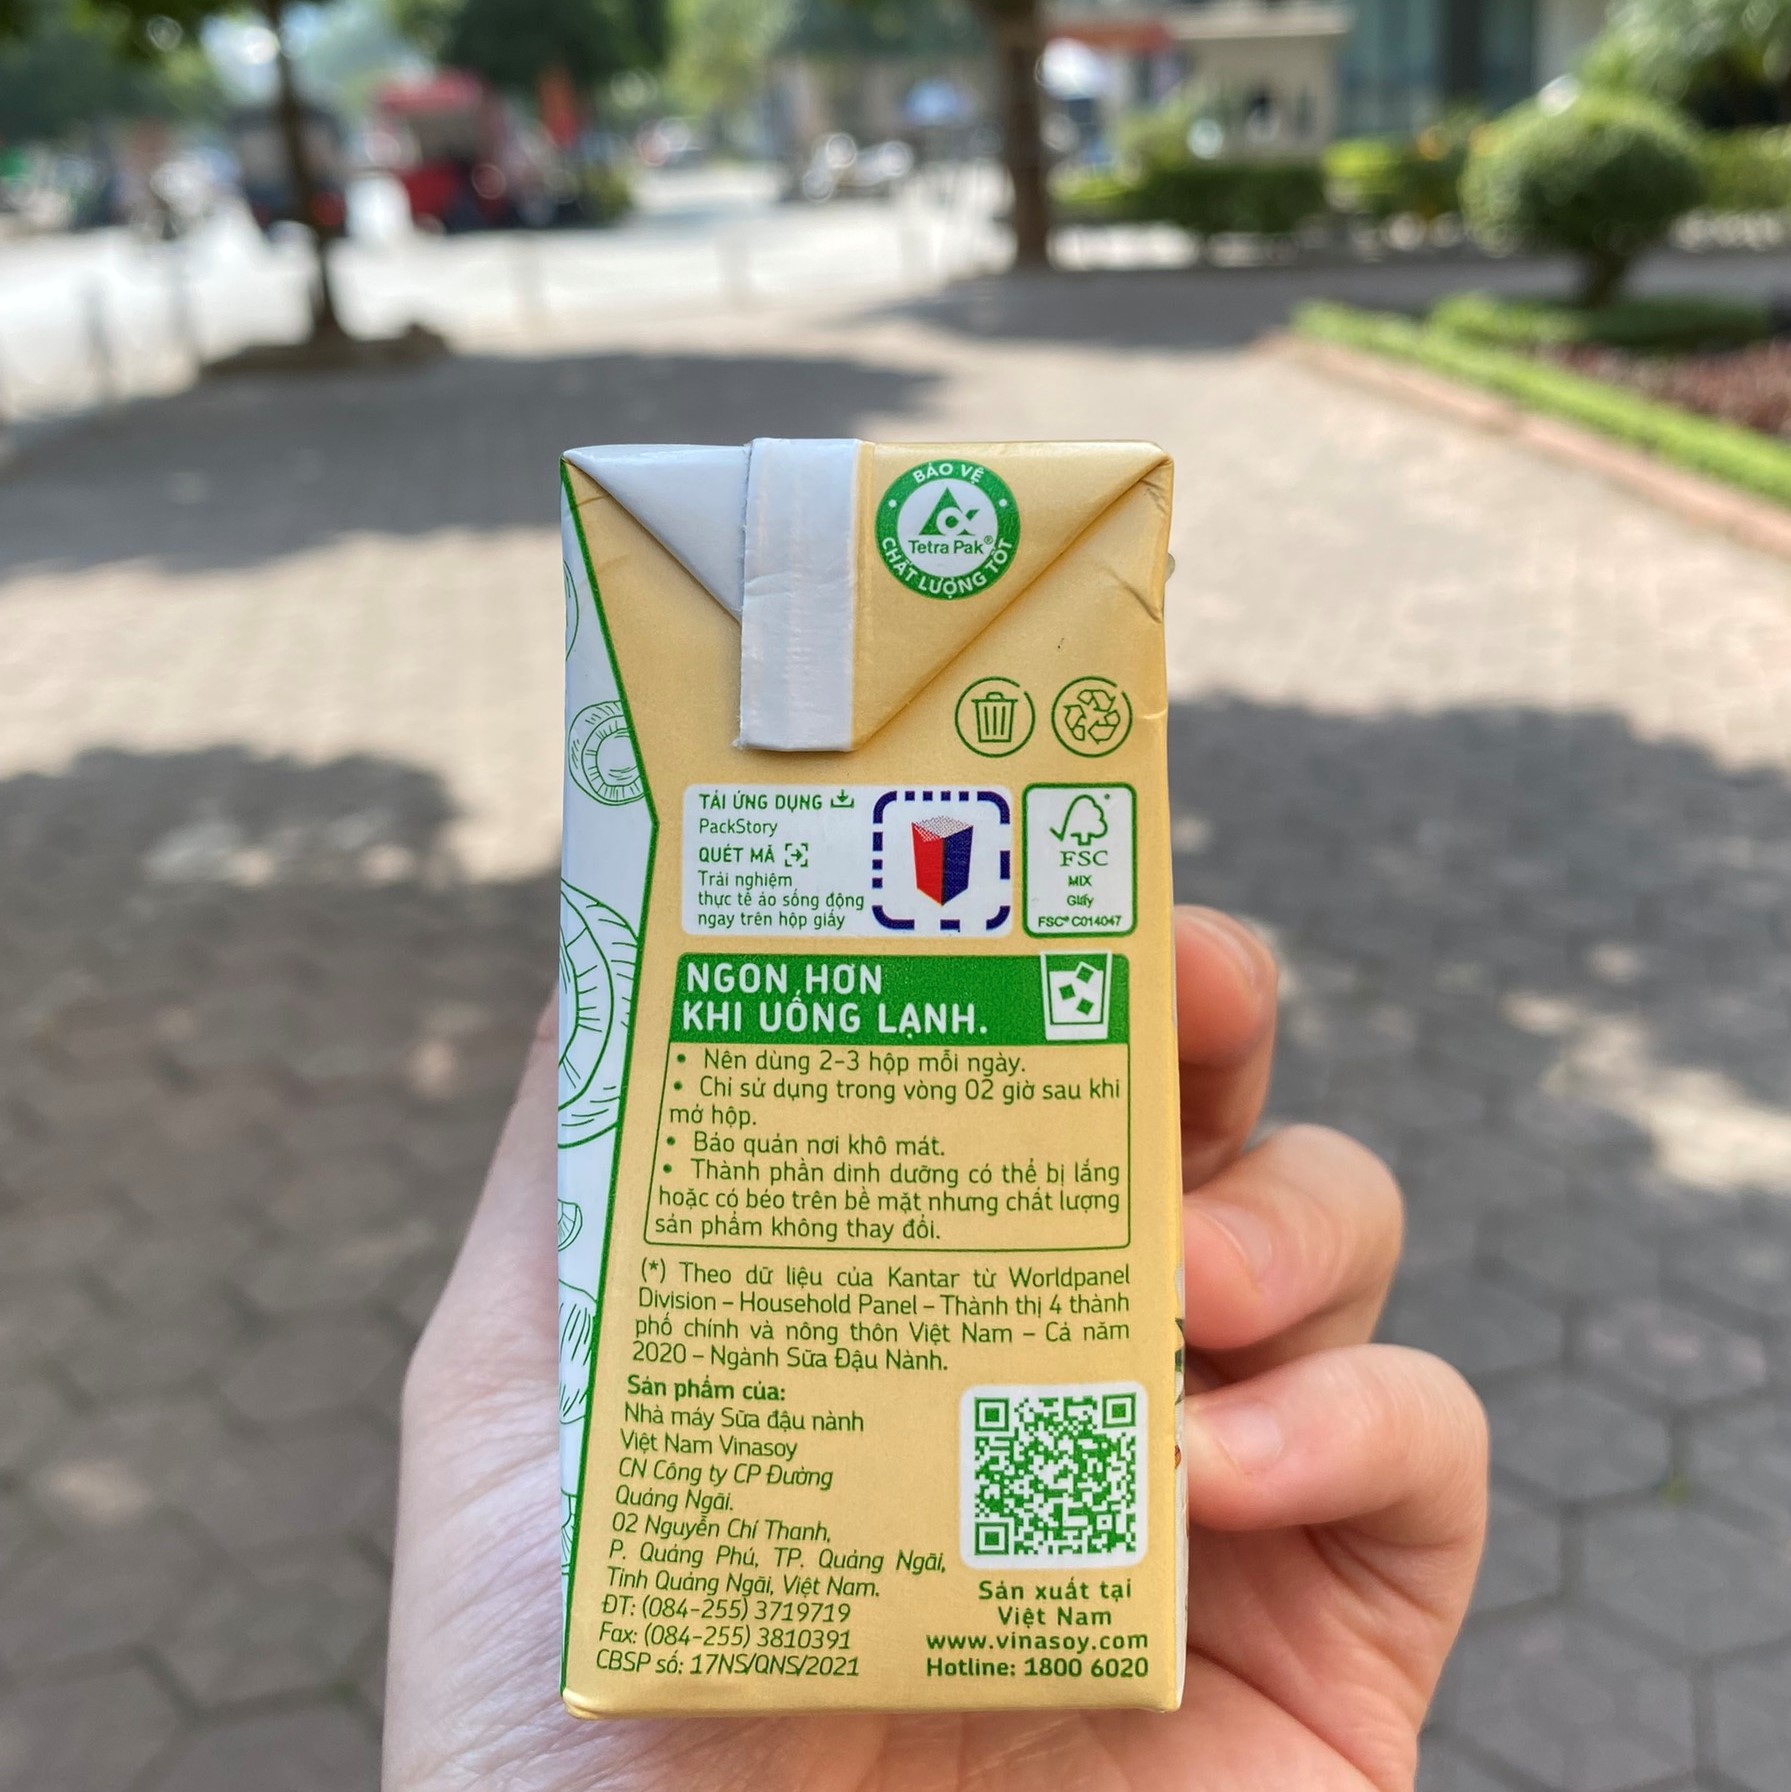 BẢO VỆ
Tetra Pak®
CHẤT LƯỢNG TỐT
TẢI ỨNG DỤNG
PackStory
QUÉT MÃ
Trải nghiệm
thực tế ảo sống động
ngay trên hộp giấy
FSC
MIX
Giấy
FSC® C014047
NGON HƠN
KHI UỐNG LẠNH.
• Nên dùng 2-3 hộp mỗi ngày.
• Chỉ sử dụng trong vòng 02 giờ sau khi
mở hộp.
• Bảo quản nơi khô mát.
• Thành phần dinh dưỡng có thể bị lắng
hoặc có béo trên bề mặt nhưng chất lượng
sản phẩm không thay đổi.
(*) Theo dữ liệu của Kantar từ Worldpanel
Division – Household Panel – Thành thị 4 thành
phố chính và nông thôn Việt Nam – Cả năm
2020 – Ngành Sữa Đậu Nành.
Sản phẩm của:
Nhà máy Sữa đậu nành
Việt Nam Vinasoy
CN Công ty CP Đường
Quảng Ngãi.
02 Nguyễn Chí Thanh,
P. Quảng Phú, TP. Quảng Ngãi,
Tỉnh Quảng Ngãi, Việt Nam.
ĐT: (084-255) 3719719
Fax: (084-255) 3810391
CBSP số: 17NS/QNS/2021
Sản xuất tại
Việt Nam
www.vinasoy.com
Hotline: 1800 6020